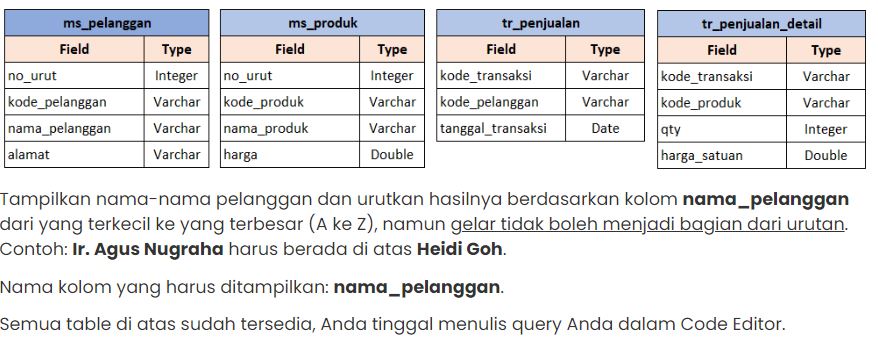 ms_pelanggan
Field Type
no_urut Integer
kode_pelanggan Varchar
nama_pelanggan Varchar
alamat Varchar
ms_produk
Field Type
no_urut Integer
kode_produk Varchar
nama_produk Varchar
harga Double
tr_penjualan
Field Type
kode_transaksi Varchar
kode_pelanggan Varchar
tanggal_transaksi Date
tr_penjualan_detail
Field Type
kode_transaksi Varchar
kode_produk Varchar
qty Integer
harga_satuan Double
Tampilkan nama-nama pelanggan dan urutkan hasilnya berdasarkan kolom nama_pelanggan
dari yang terkecil ke yang terbesar (A ke Z), namun gelar tidak boleh menjadi bagian dari urutan.
Contoh: Ir. Agus Nugraha harus berada di atas Heidi Goh.
Nama kolom yang harus ditampilkan: nama_pelanggan.
Semua table di atas sudah tersedia, Anda tinggal menulis query Anda dalam Code Editor.